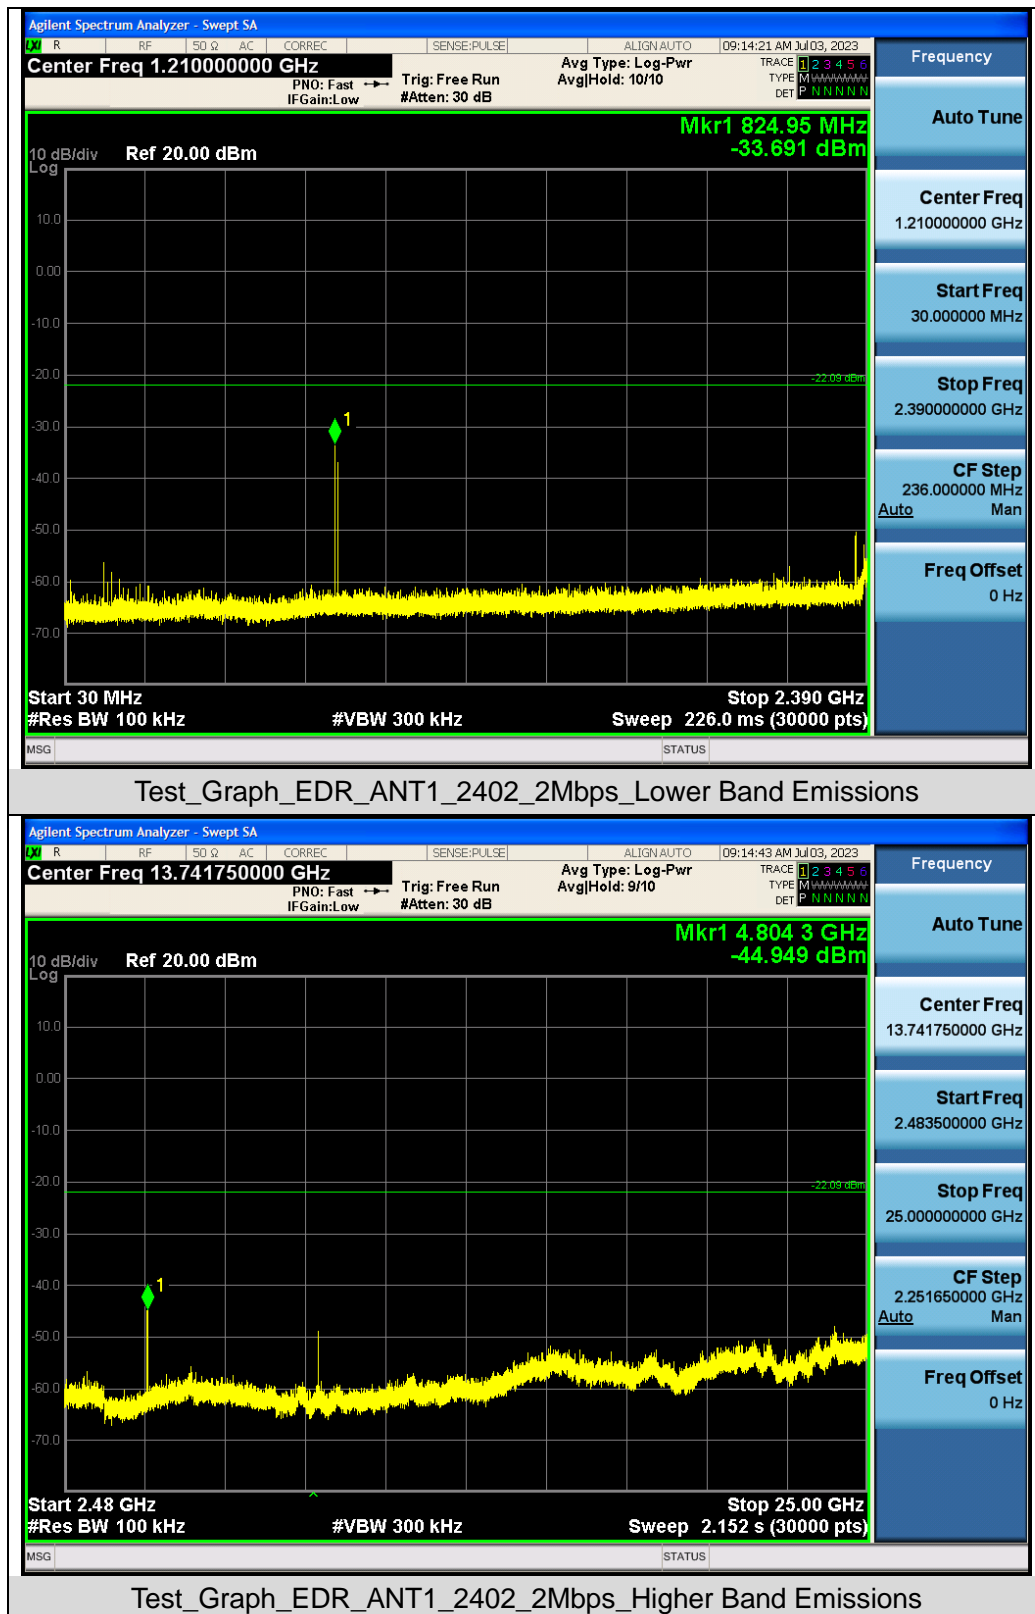 Agilent Spectrum Analyzer - Swept SA
LXI R RF 50 Ω AC CORREC SENSE:PULSE ALIGN AUTO 09:14:21 AM Jul 03, 2023
Center Freq 1.210000000 GHz
PNO: Fast
IFGain:Low
Trig: Free Run
#Atten: 30 dB
Avg Type: Log-Pwr
Avg|Hold: 10/10
TRACE 1 2 3 4 5 6
TYPE M
DET P N N N N N
Mkr1 824.95 MHz
-33.691 dBm
10 dB/div Ref 20.00 dBm
Log
10.0
0.00
-10.0
-20.0
-22.09 dBm
-30.0
1
-40.0
-50.0
-60.0
-70.0
Start 30 MHz Stop 2.390 GHz
#Res BW 100 kHz #VBW 300 kHz Sweep 226.0 ms (30000 pts)
MSG STATUS
Frequency
Auto Tune
Center Freq
1.210000000 GHz
Start Freq
30.000000 MHz
Stop Freq
2.390000000 GHz
CF Step
236.000000 MHz
Auto Man
Freq Offset
0 Hz
Test_Graph_EDR_ANT1_2402_2Mbps_Lower Band Emissions
Agilent Spectrum Analyzer - Swept SA
LXI R RF 50 Ω AC CORREC SENSE:PULSE ALIGN AUTO 09:14:43 AM Jul 03, 2023
Center Freq 13.741750000 GHz
PNO: Fast
IFGain:Low
Trig: Free Run
#Atten: 30 dB
Avg Type: Log-Pwr
Avg|Hold: 9/10
TRACE 1 2 3 4 5 6
TYPE M
DET P N N N N N
Mkr1 4.804 3 GHz
-44.949 dBm
10 dB/div Ref 20.00 dBm
Log
10.0
0.00
-10.0
-20.0
-22.09 dBm
-30.0
-40.0
1
-50.0
-60.0
-70.0
Start 2.48 GHz Stop 25.00 GHz
#Res BW 100 kHz #VBW 300 kHz Sweep 2.152 s (30000 pts)
MSG STATUS
Frequency
Auto Tune
Center Freq
13.741750000 GHz
Start Freq
2.483500000 GHz
Stop Freq
25.000000000 GHz
CF Step
2.251650000 GHz
Auto Man
Freq Offset
0 Hz
Test_Graph_EDR_ANT1_2402_2Mbps_Higher Band Emissions